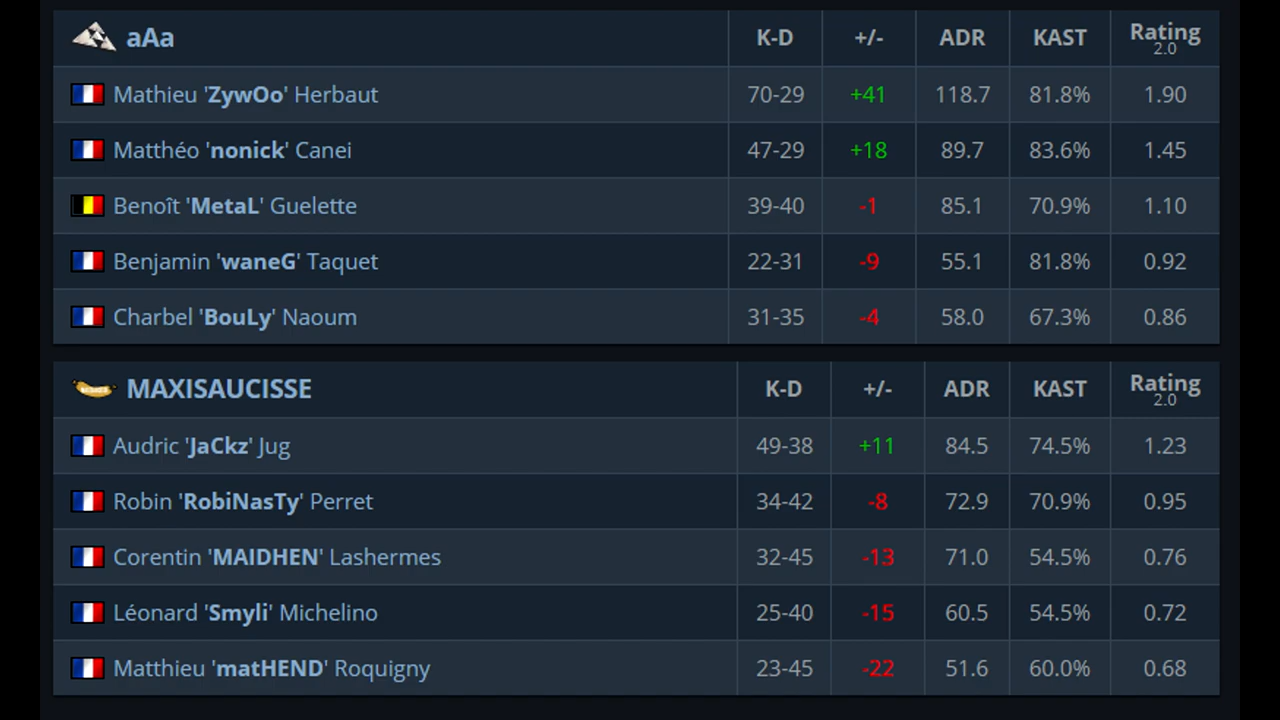 aAa K-D +/- ADR KAST Rating 2.0
Mathieu 'ZywOo' Herbaut 70-29 +41 118.7 81.8% 1.90
Matthéo 'nonick' Canei 47-29 +18 89.7 83.6% 1.45
Benoît 'MetaL' Guelette 39-40 -1 85.1 70.9% 1.10
Benjamin 'waneG' Taquet 22-31 -9 55.1 81.8% 0.92
Charbel 'BouLy' Naoum 31-35 -4 58.0 67.3% 0.86
MAXISAUCISSE K-D +/- ADR KAST Rating 2.0
Audric 'JaCkz' Jug 49-38 +11 84.5 74.5% 1.23
Robin 'RobiNasTy' Perret 34-42 -8 72.9 70.9% 0.95
Corentin 'MAIDHEN' Lashermes 32-45 -13 71.0 54.5% 0.76
Léonard 'Smyli' Michelino 25-40 -15 60.5 54.5% 0.72
Matthieu 'matHEND' Roquigny 23-45 -22 51.6 60.0% 0.68